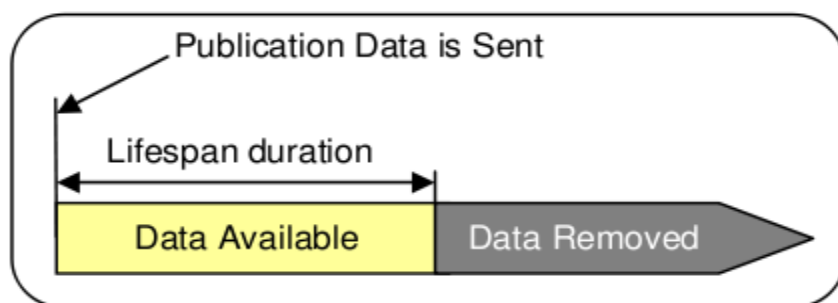 Publication Data is Sent
Lifespan duration
Data Available
Data Removed